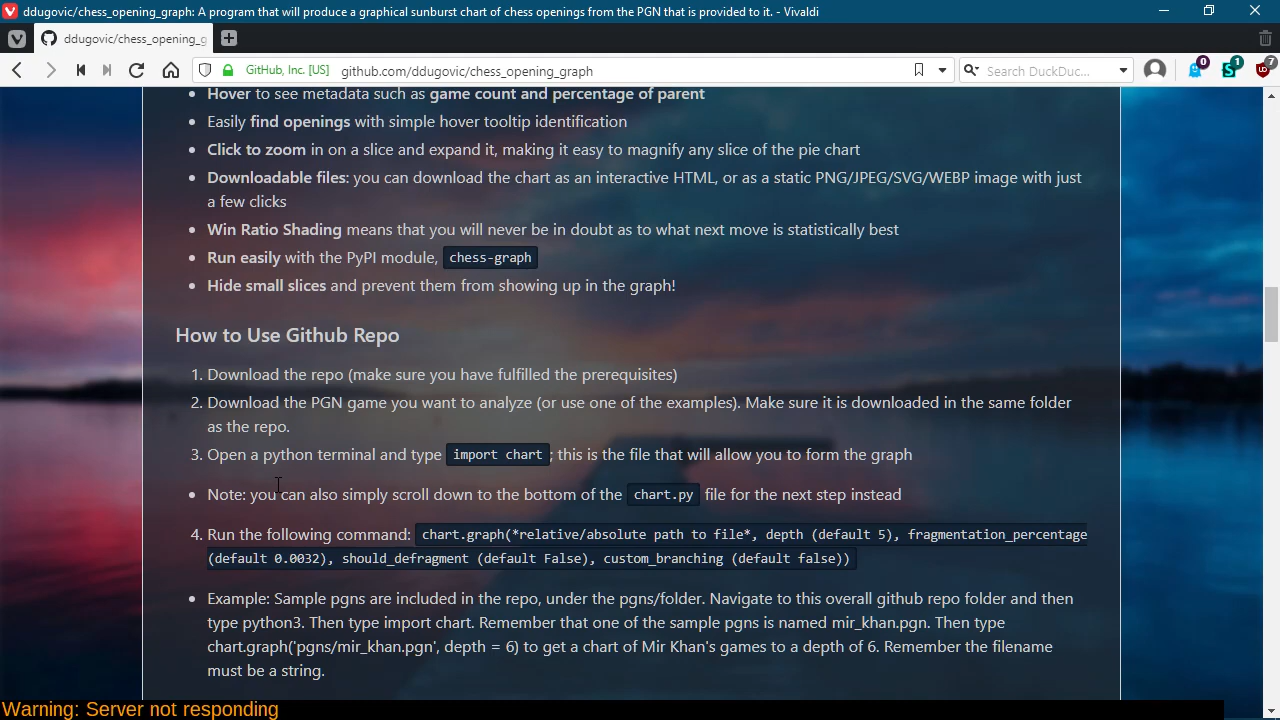 ddugovic/chess_opening_graph: A program that will produce a graphical sunburst chart of chess openings from the PGN that is provided to it. - Vivaldi
ddugovic/chess_opening_g
GitHub, Inc. [US] github.com/ddugovic/chess_opening_graph Search DuckDuc... 0 1 7
• Hover to see metadata such as game count and percentage of parent
• Easily find openings with simple hover tooltip identification
• Click to zoom in on a slice and expand it, making it easy to magnify any slice of the pie chart
• Downloadable files: you can download the chart as an interactive HTML, or as a static PNG/JPEG/SVG/WEBP image with just
a few clicks
• Win Ratio Shading means that you will never be in doubt as to what next move is statistically best
• Run easily with the PyPI module, chess-graph
• Hide small slices and prevent them from showing up in the graph!
How to Use Github Repo
1. Download the repo (make sure you have fulfilled the prerequisites)
2. Download the PGN game you want to analyze (or use one of the examples). Make sure it is downloaded in the same folder
as the repo.
3. Open a python terminal and type import chart; this is the file that will allow you to form the graph
• Note: you can also simply scroll down to the bottom of the chart.py file for the next step instead
4. Run the following command: chart.graph(*relative/absolute path to file*, depth (default 5), fragmentation_percentage
(default 0.0032), should_defragment (default False), custom_branching (default false))
• Example: Sample pgns are included in the repo, under the pgns/folder. Navigate to this overall github repo folder and then
type python3. Then type import chart. Remember that one of the sample pgns is named mir_khan.pgn. Then type
chart.graph('pgns/mir_khan.pgn', depth = 6) to get a chart of Mir Khan's games to a depth of 6. Remember the filename
must be a string.
Warning: Server not responding